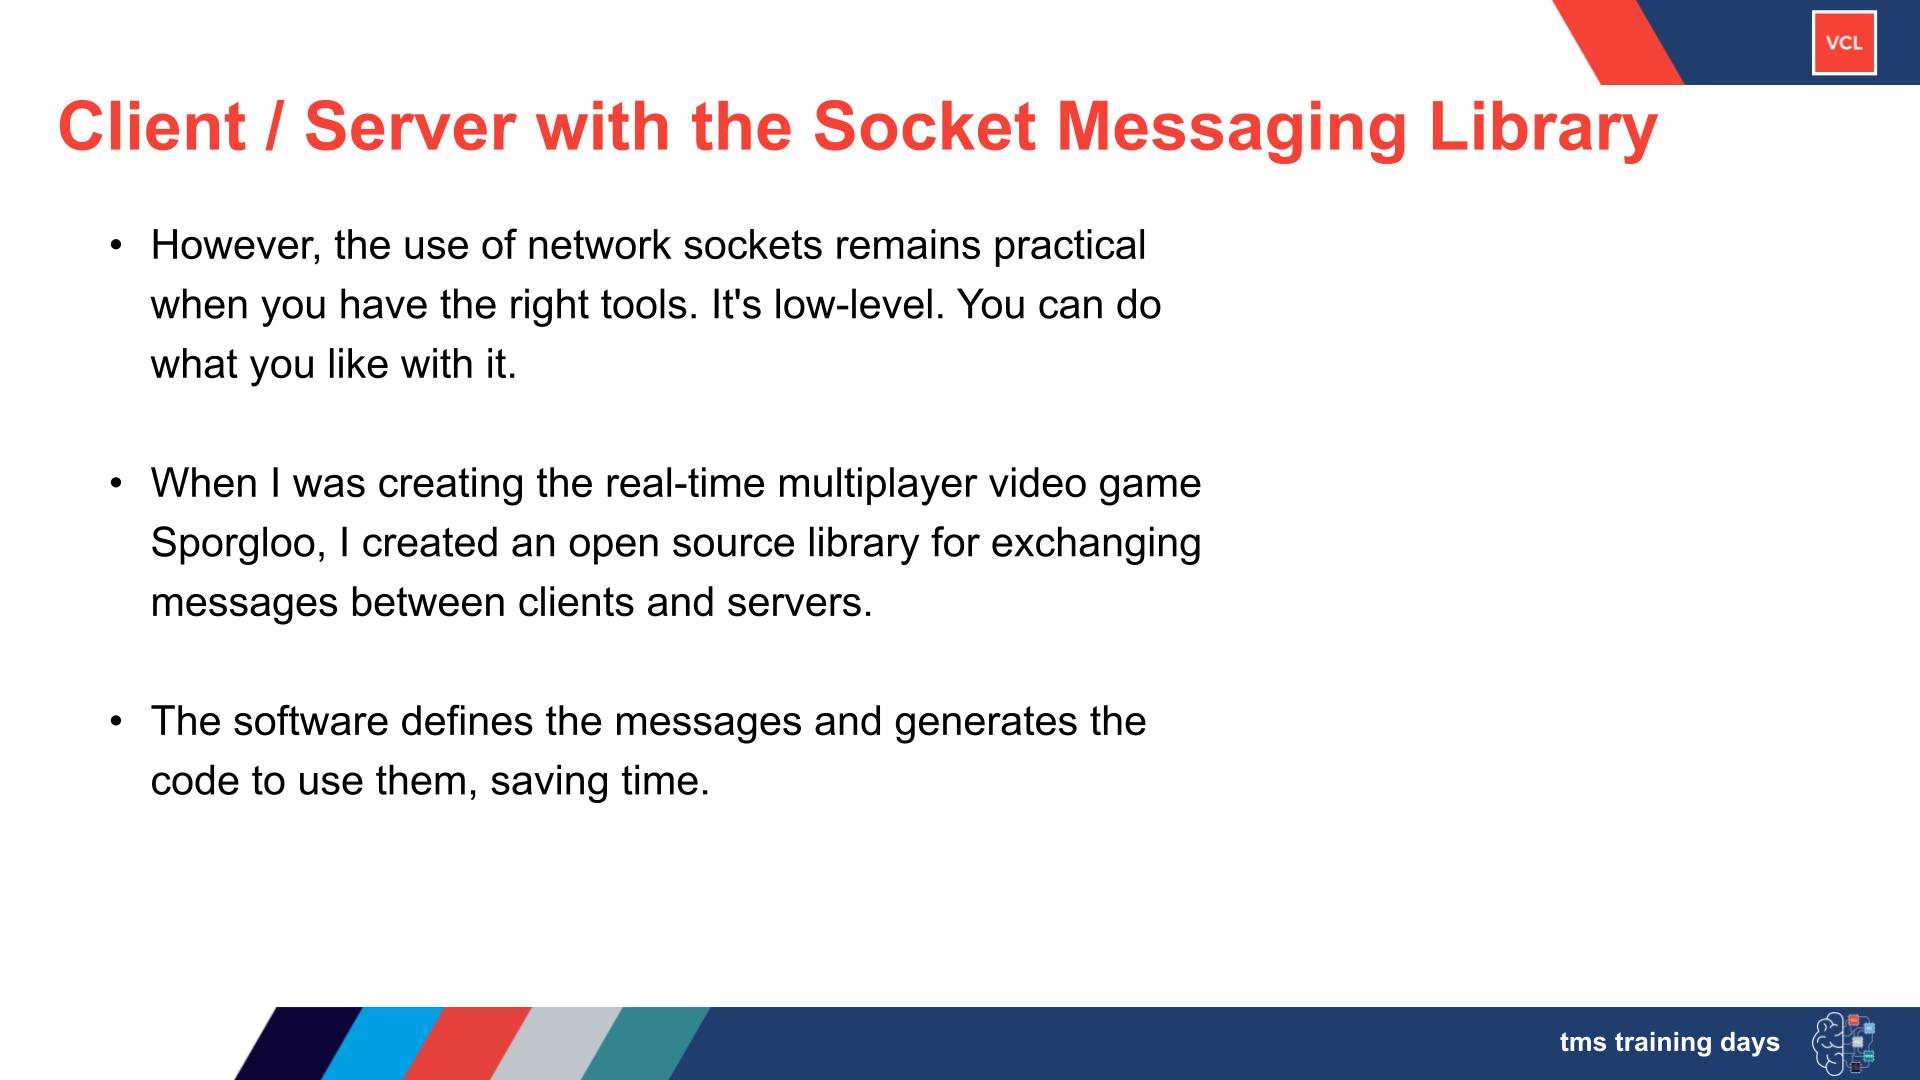 VCL
Client / Server with the Socket Messaging Library
• However, the use of network sockets remains practical
when you have the right tools. It's low-level. You can do
what you like with it.
• When I was creating the real-time multiplayer video game
Sporgloo, I created an open source library for exchanging
messages between clients and servers.
• The software defines the messages and generates the
code to use them, saving time.
tms training days